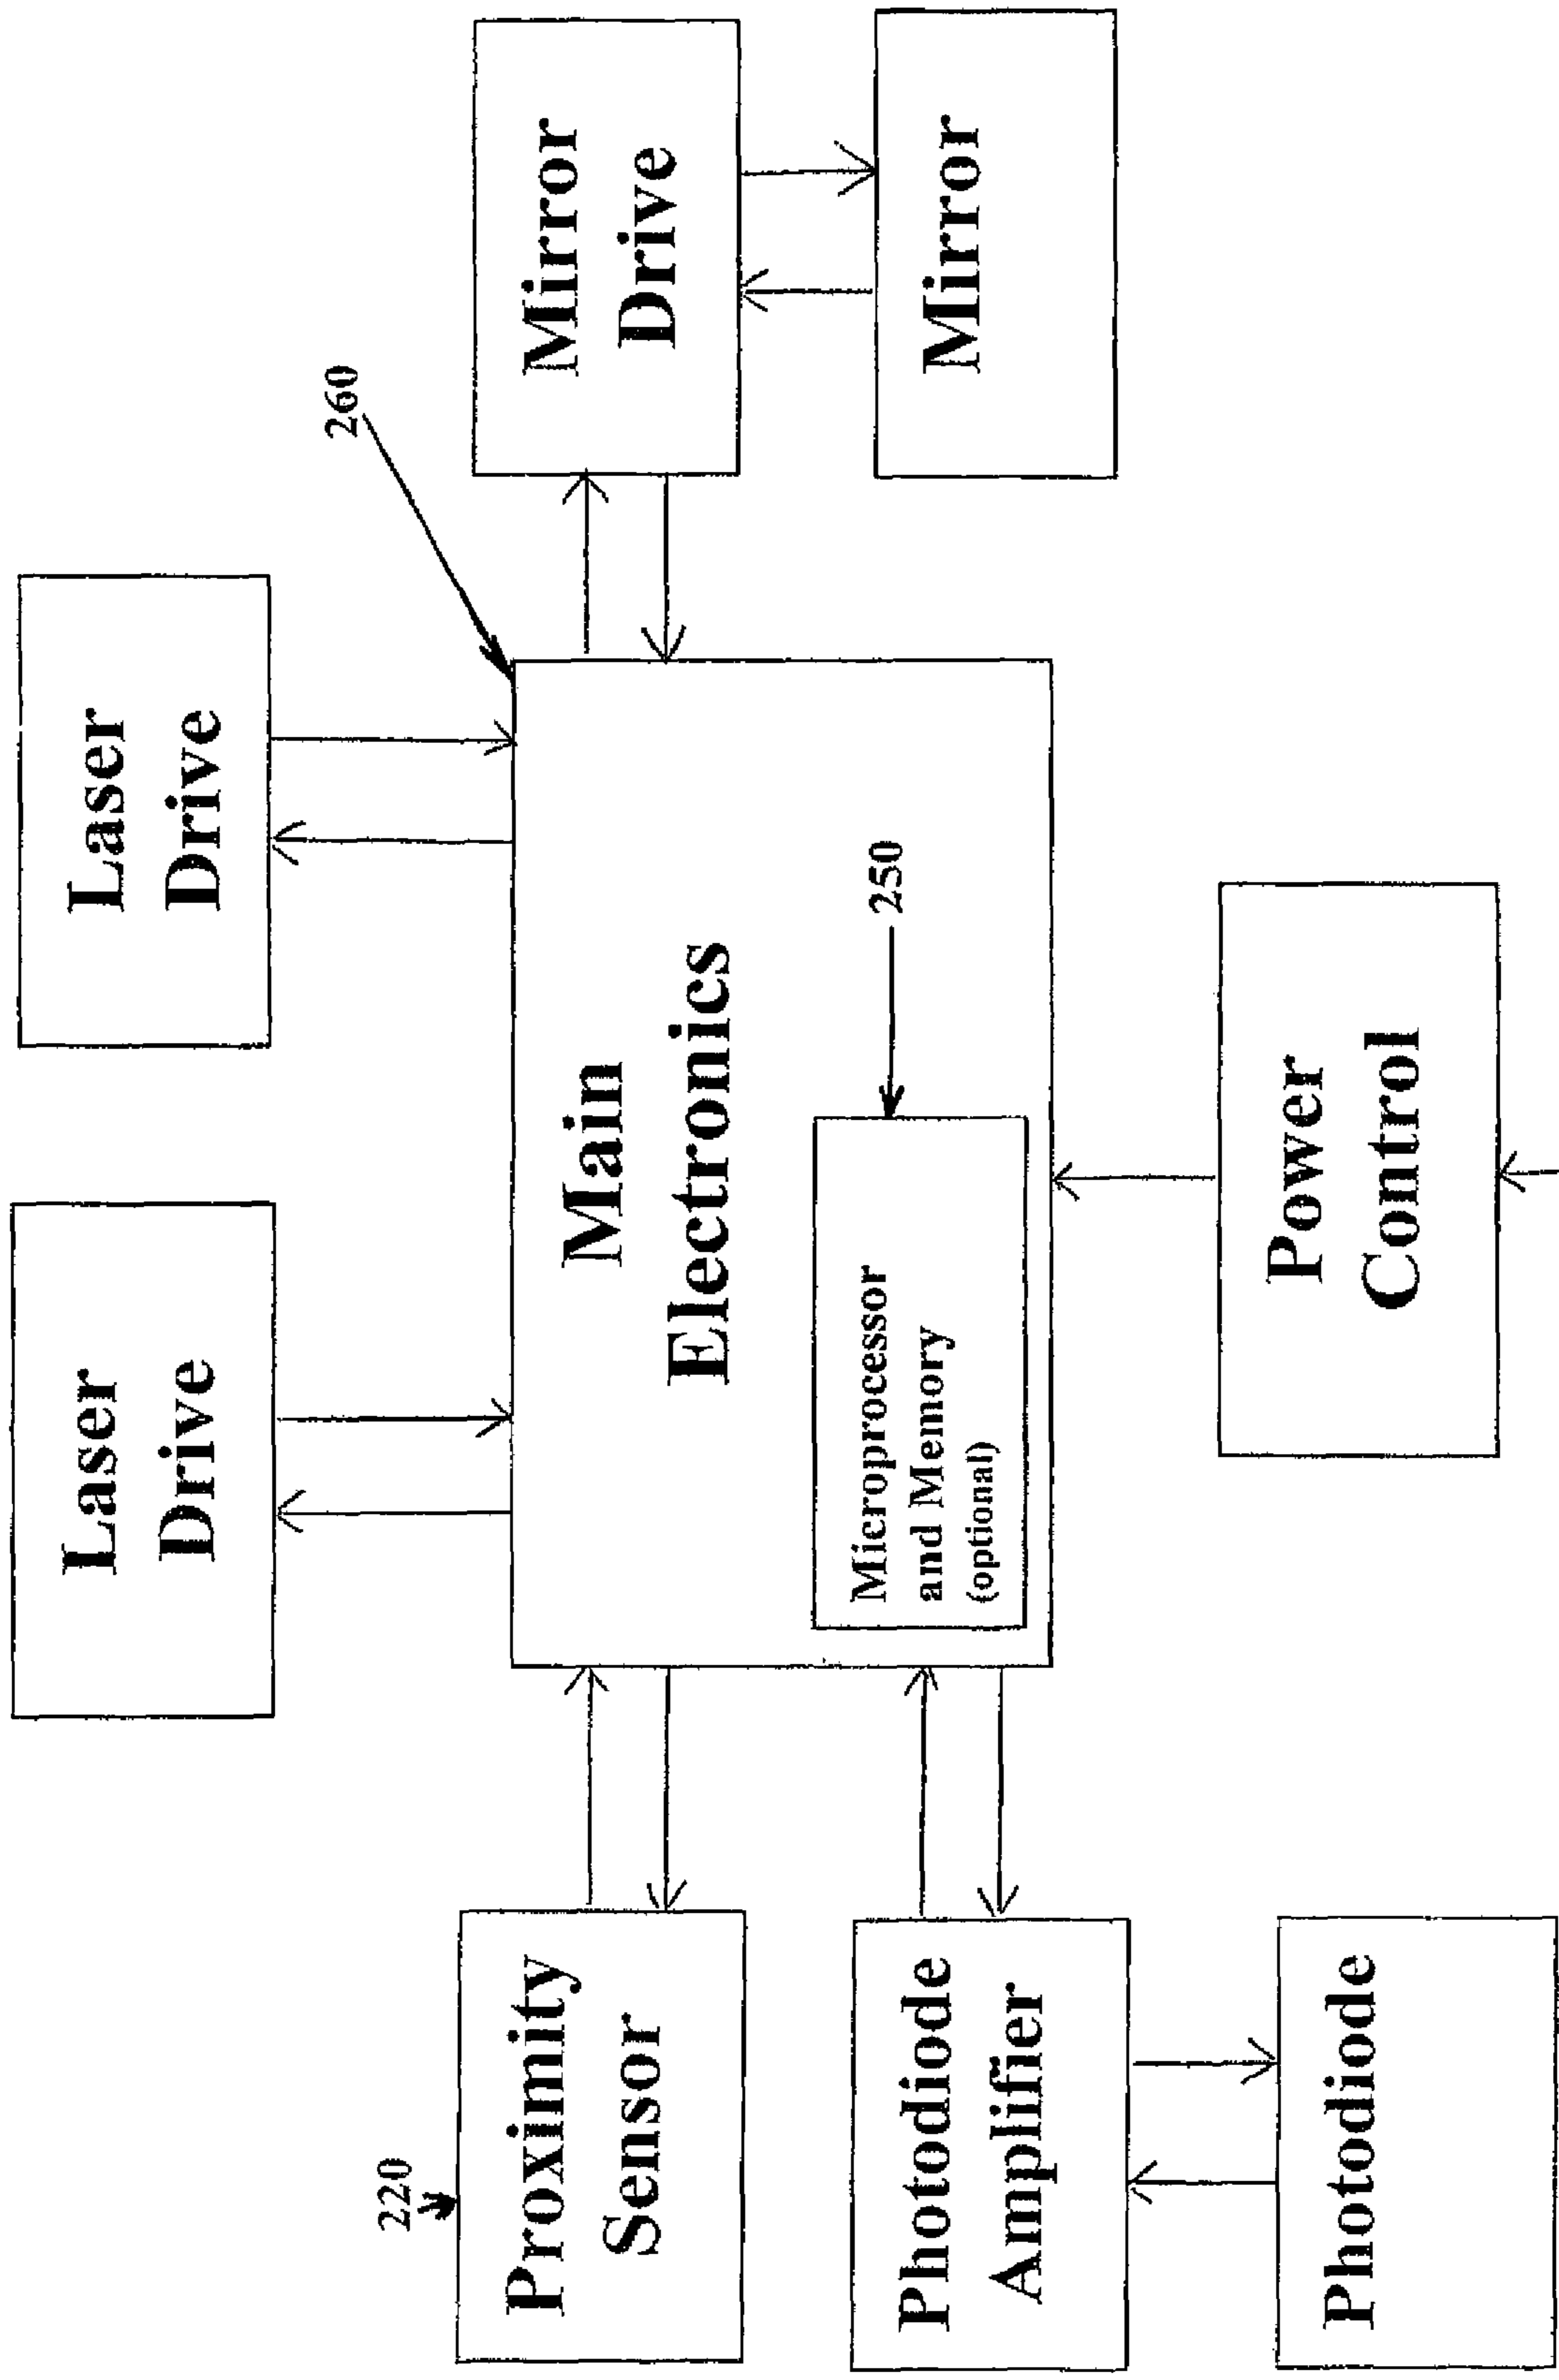 Laser
Drive
Laser
Drive
260
220
Proximity
Sensor
Main
Electronics
Mirror
Drive
250
Photodiode
Amplifier
Microprocessor
and Memory
(optional)
Mirror
Photodiode
Power
Control